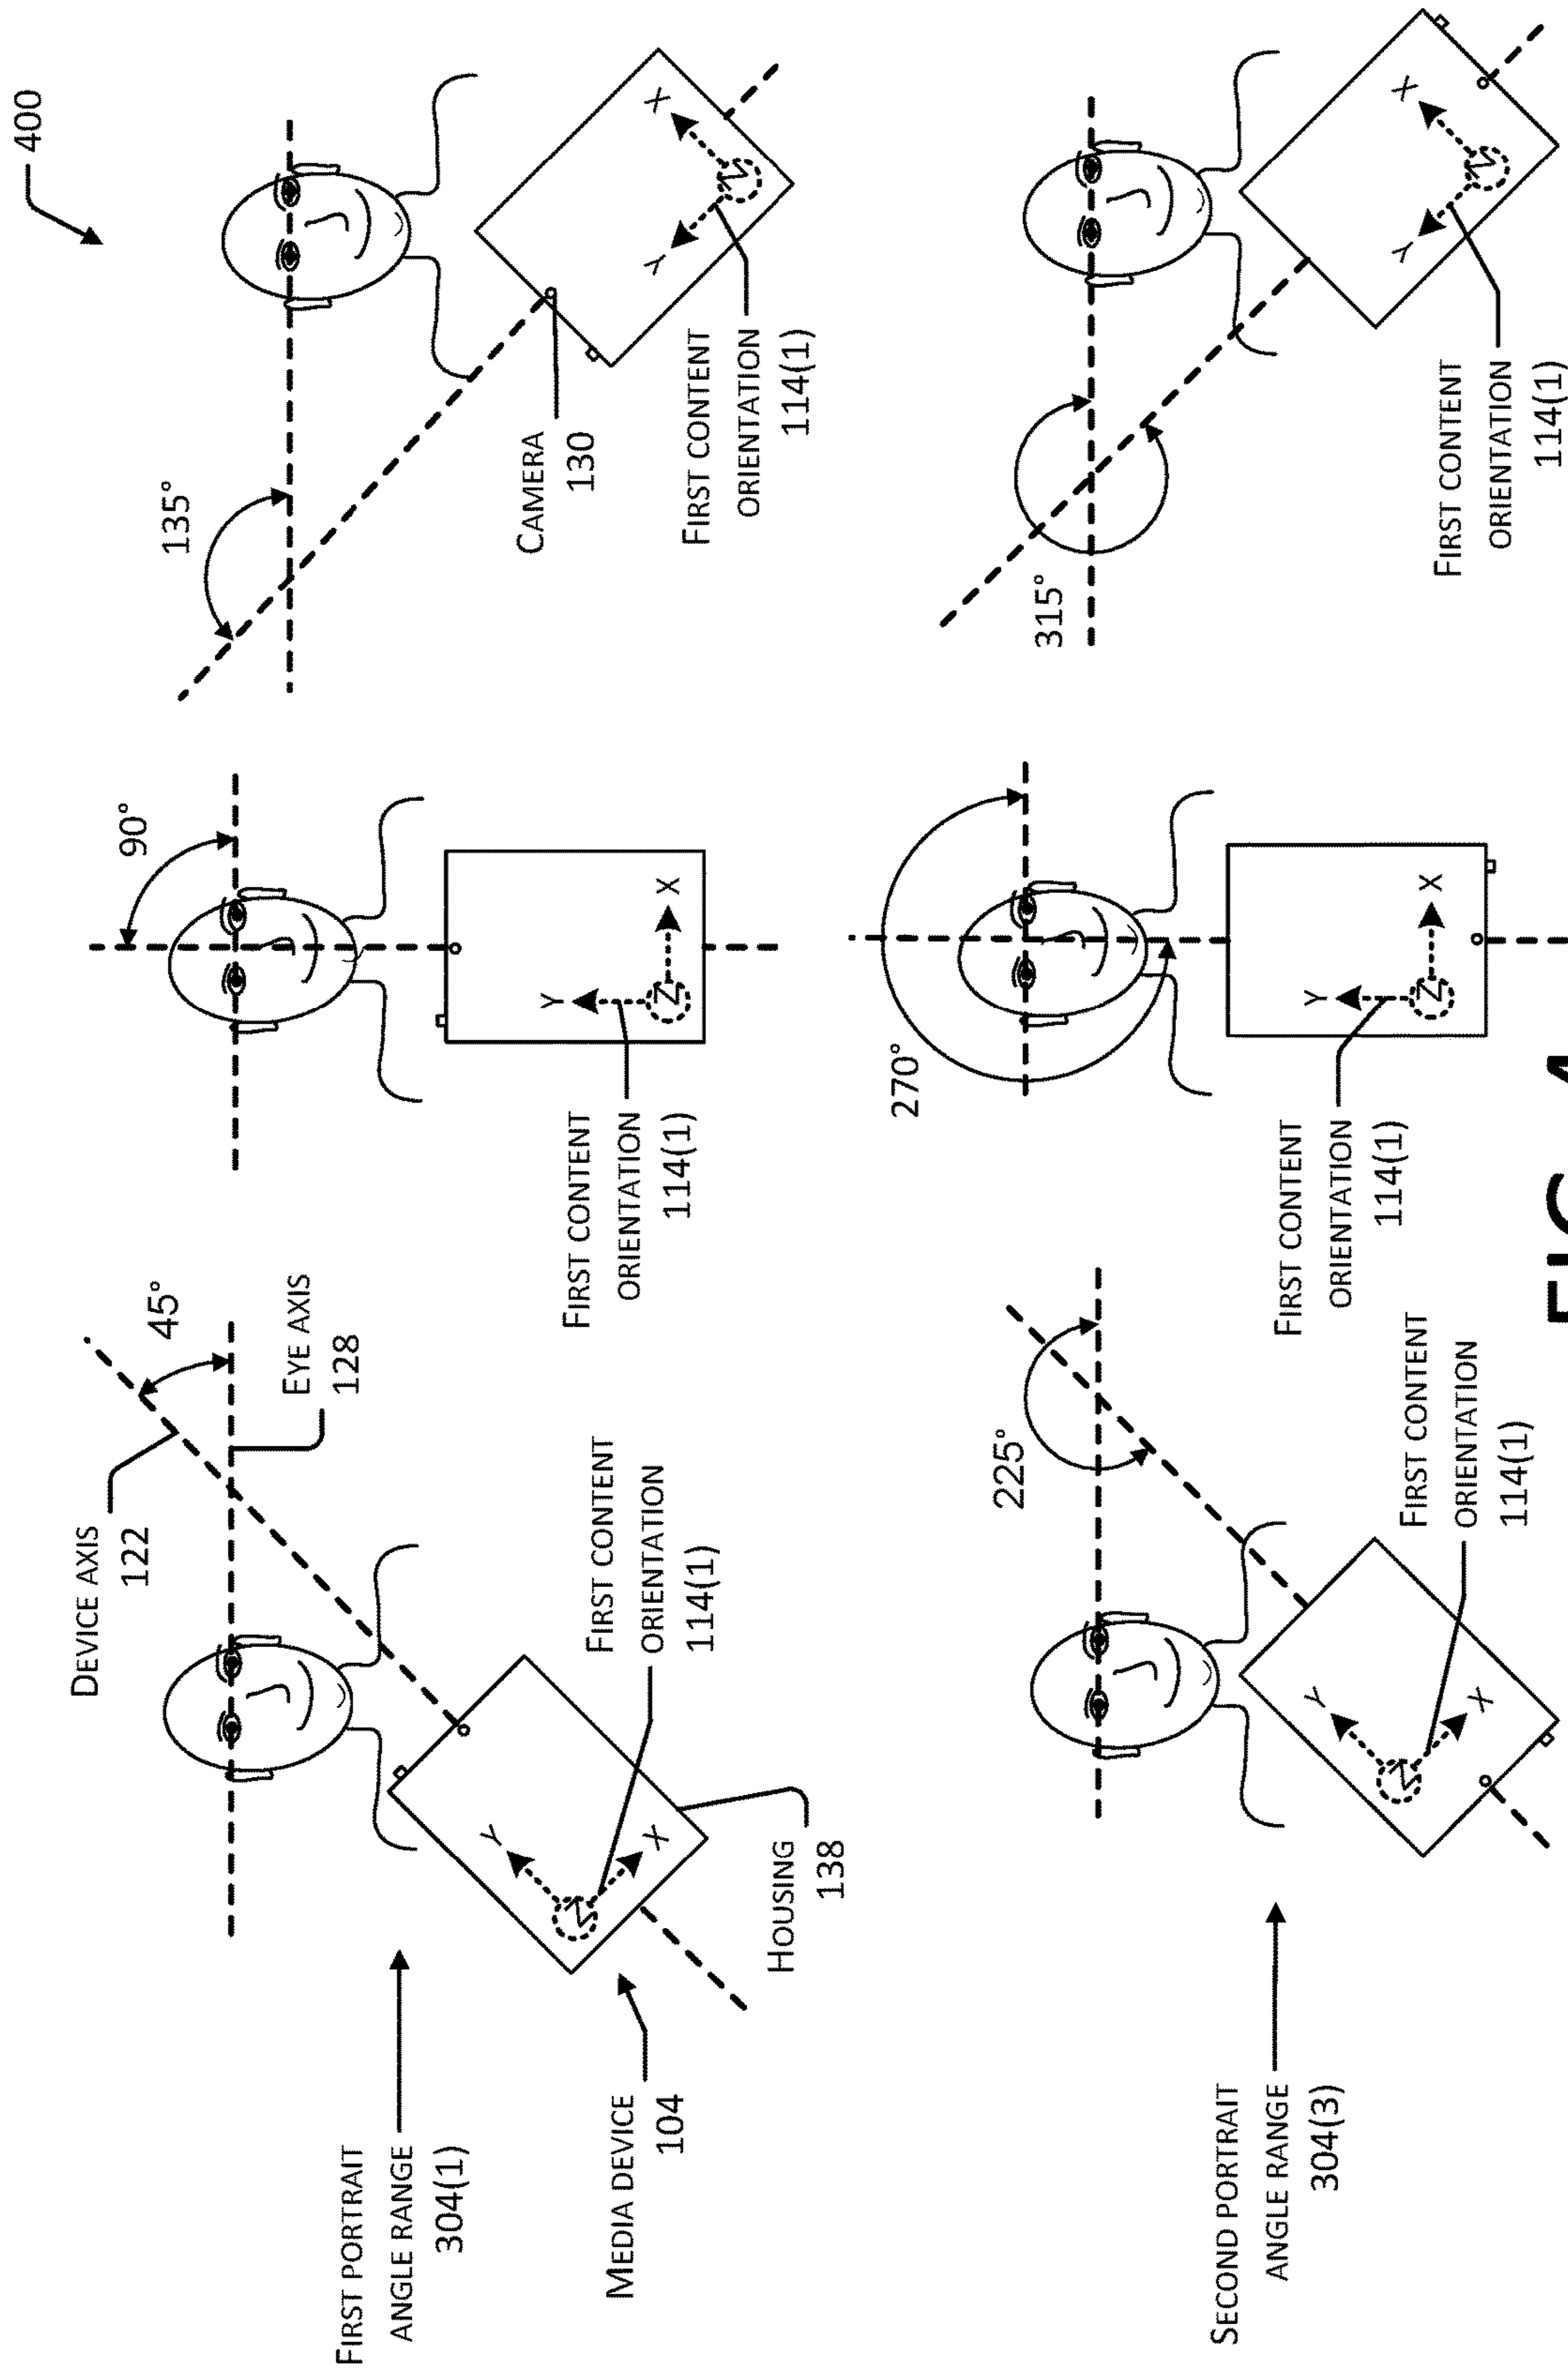 400
DEVICE AXIS
122
45°
EYE AXIS
128
90°
135°
FIRST PORTRAIT
ANGLE RANGE
304(1)
MEDIA DEVICE
104
HOUSING
138
Y
Z
X
FIRST CONTENT
ORIENTATION
114(1)
Y
Z
X
FIRST CONTENT
ORIENTATION
114(1)
CAMERA
130
Y
Z
X
FIRST CONTENT
ORIENTATION
114(1)
SECOND PORTRAIT
ANGLE RANGE
304(3)
225°
Y
Z
X
FIRST CONTENT
ORIENTATION
114(1)
270°
Y
Z
X
FIRST CONTENT
ORIENTATION
114(1)
315°
Y
Z
X
FIRST CONTENT
ORIENTATION
114(1)